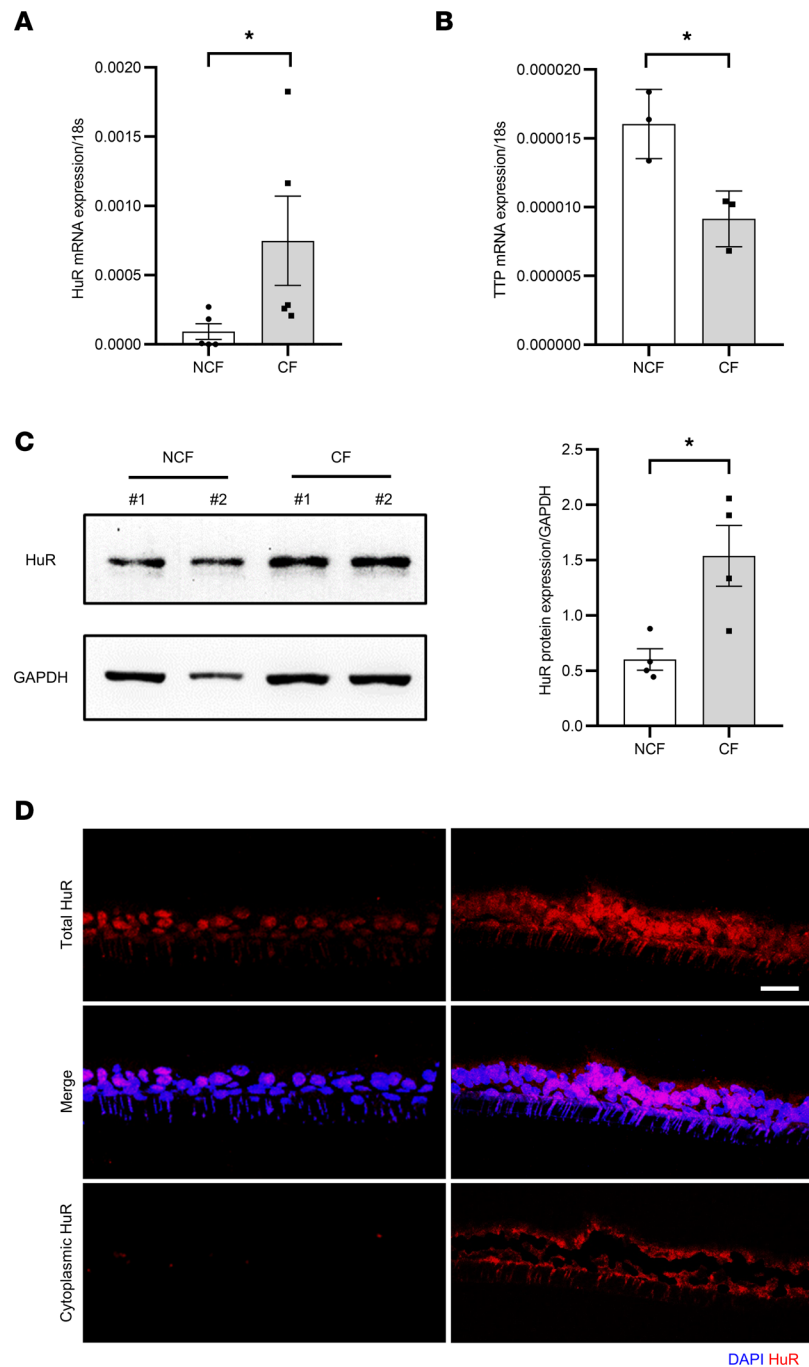 A
*
HuR mRNA expression/18s
0.0020
0.0015
0.0010
0.0005
0.0000
NCF CF
B
*
TTP mRNA expression/18s
0.000020
0.000015
0.000010
0.000005
0.000000
NCF CF
C
NCF CF
#1 #2 #1 #2
HuR
GAPDH
*
HuR protein expression/GAPDH
2.5
2.0
1.5
1.0
0.5
0.0
NCF CF
D
Total HuR
Merge
Cytoplasmic HuR
DAPI HuR